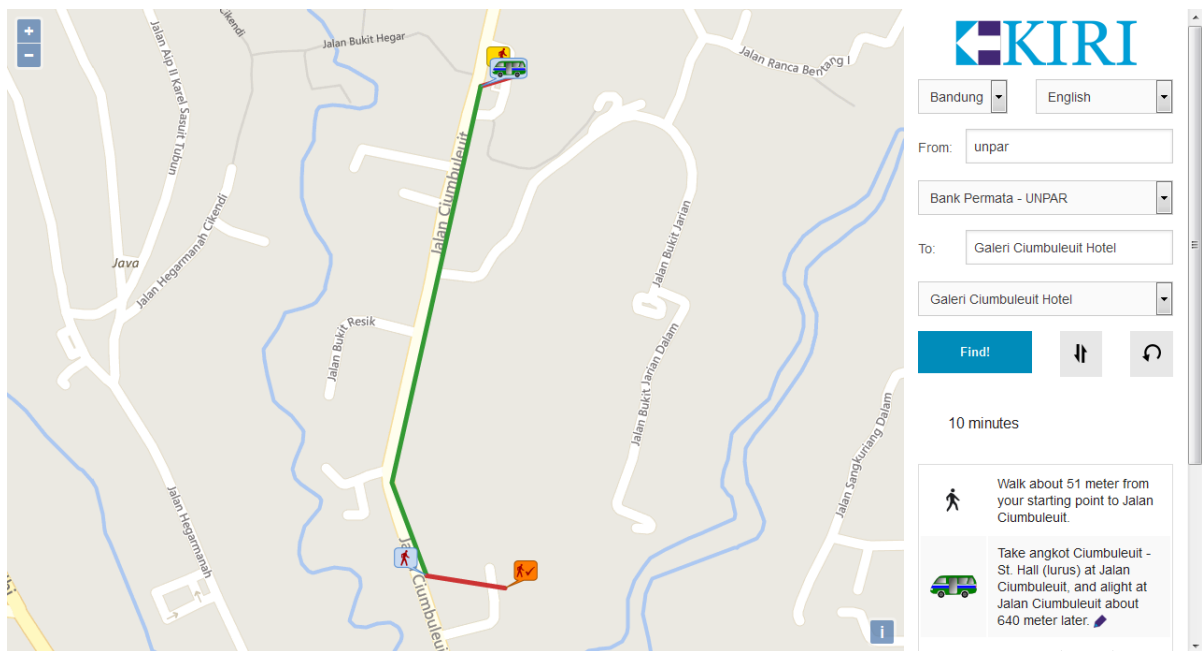 +
−
Cikendi
Jalan Bukit Hegar
Jalan Ranca Bentang I
Jalan Aip II Karel Sasuit Tubun
Jalan Ciumbuleuit
Java
Jalan Hegarmanah Cikendi
Jalan Bukit Jarian
Jalan Bukit Resik
Jalan Bukit Jarian Dalam
Jalan Sangkuriang Dalam
Jalan Hegarmanah
Jalan Ciumbuleuit
i
KIRI
Bandung
English
From:
unpar
Bank Permata - UNPAR
To:
Galeri Ciumbuleuit Hotel
Galeri Ciumbuleuit Hotel
Find!
10 minutes
Walk about 51 meter from
your starting point to Jalan
Ciumbuleuit.
Take angkot Ciumbuleuit -
St. Hall (lurus) at Jalan
Ciumbuleuit, and alight at
Jalan Ciumbuleuit about
640 meter later.